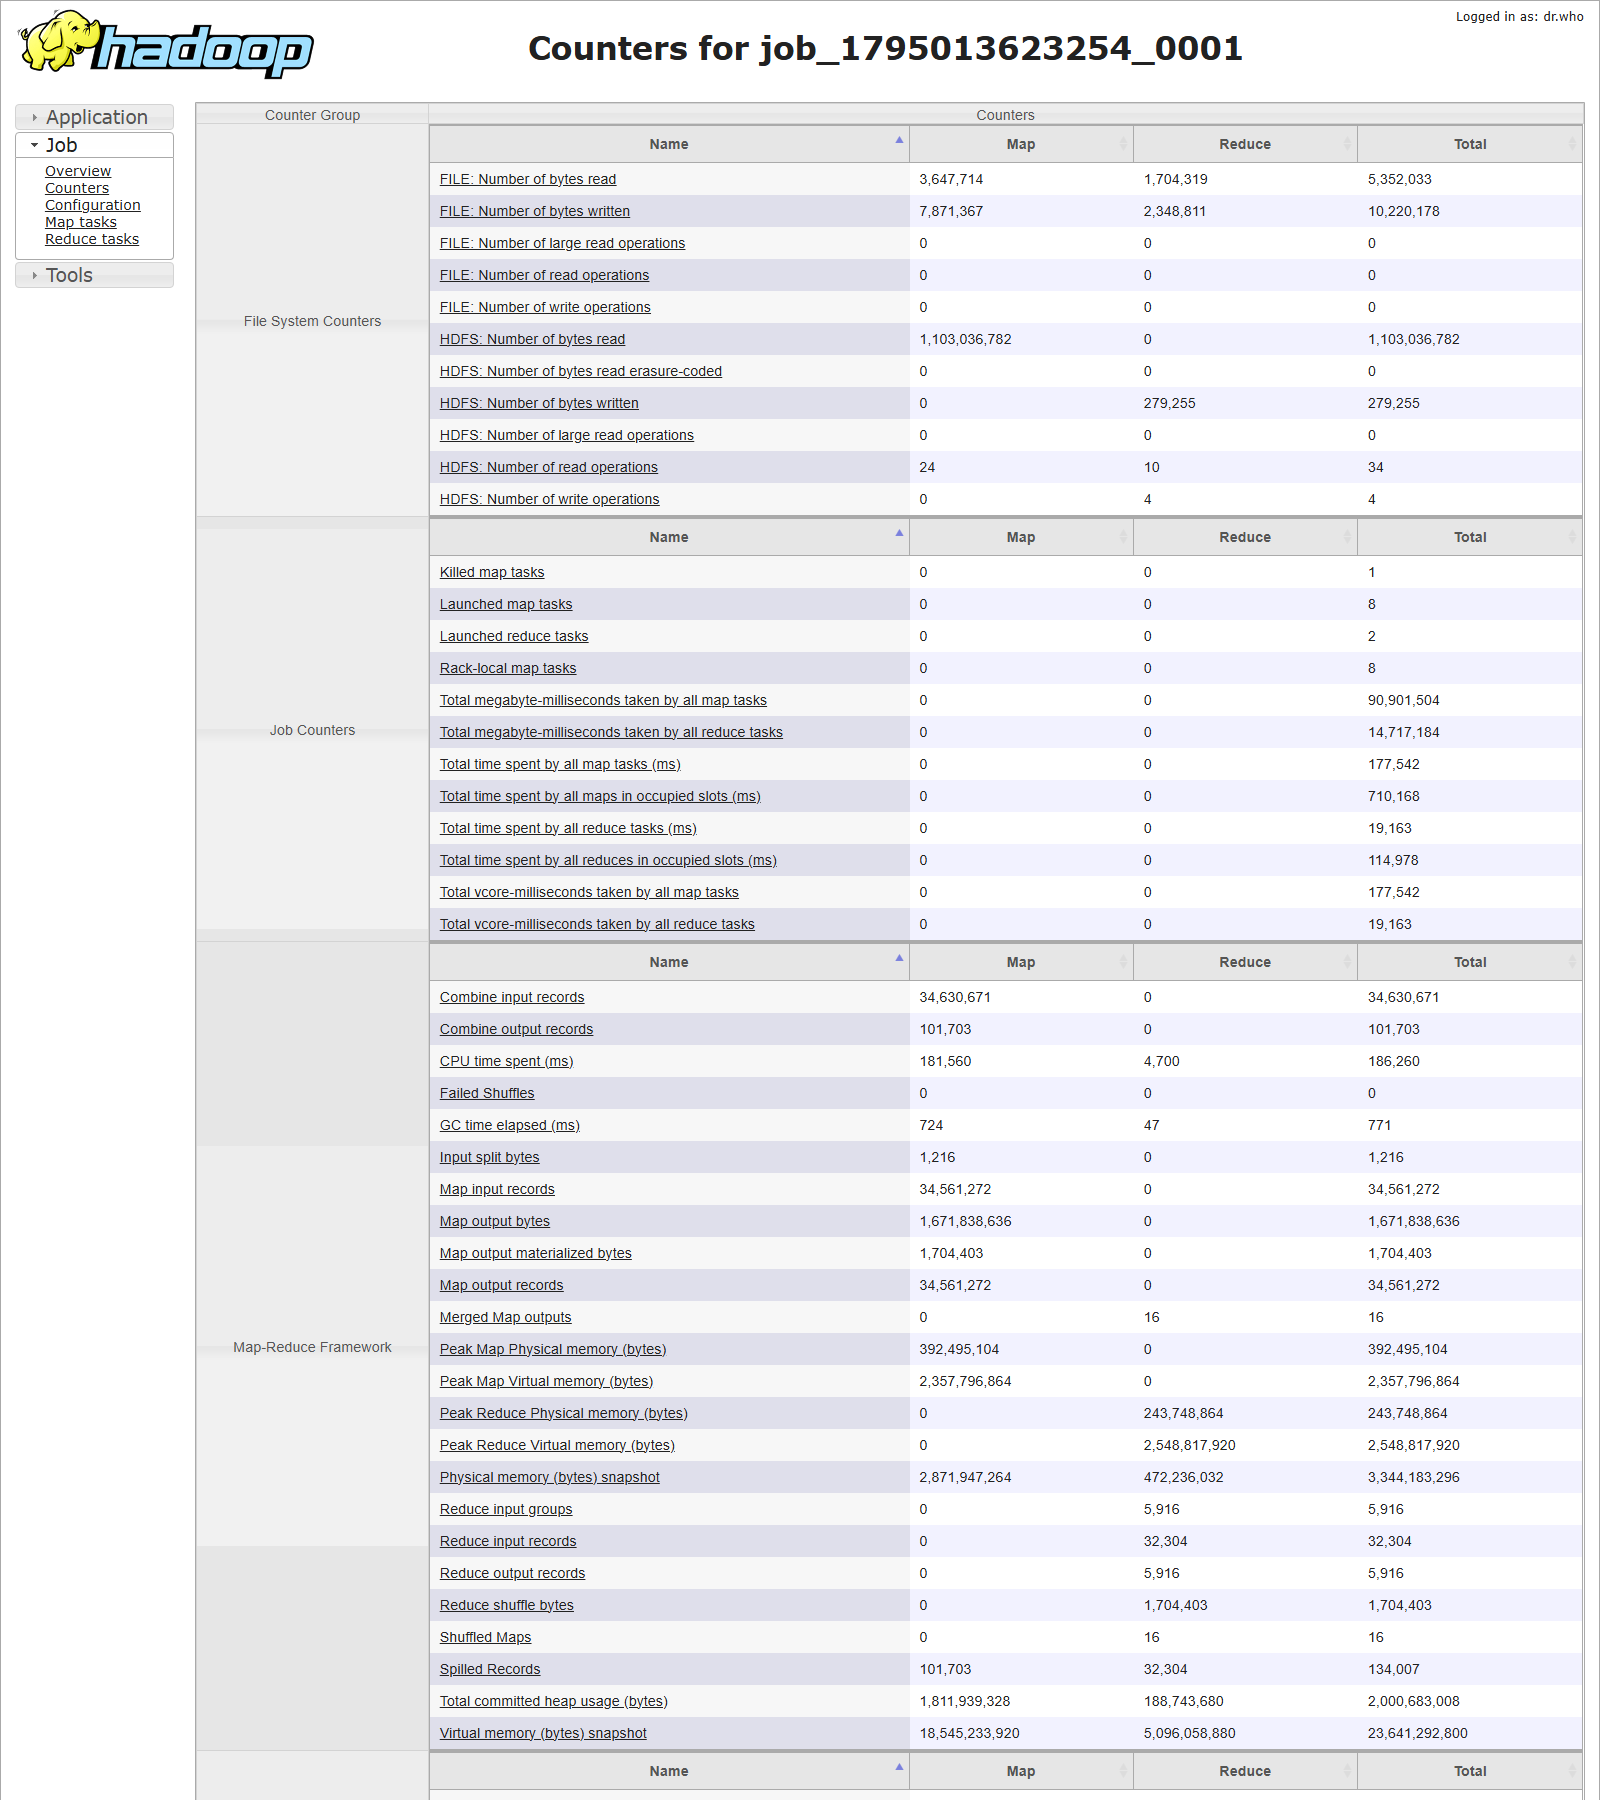 hadoop
Logged in as: dr.who
Counters for job_1795013623254_0001
Application
Job
Overview
Counters
Configuration
Map tasks
Reduce tasks
Tools
Counter Group Counters
File System Counters
Name Map Reduce Total
FILE: Number of bytes read 3,647,714 1,704,319 5,352,033
FILE: Number of bytes written 7,871,367 2,348,811 10,220,178
FILE: Number of large read operations 0 0 0
FILE: Number of read operations 0 0 0
FILE: Number of write operations 0 0 0
HDFS: Number of bytes read 1,103,036,782 0 1,103,036,782
HDFS: Number of bytes read erasure-coded 0 0 0
HDFS: Number of bytes written 0 279,255 279,255
HDFS: Number of large read operations 0 0 0
HDFS: Number of read operations 24 10 34
HDFS: Number of write operations 0 4 4
Job Counters
Name Map Reduce Total
Killed map tasks 0 0 1
Launched map tasks 0 0 8
Launched reduce tasks 0 0 2
Rack-local map tasks 0 0 8
Total megabyte-milliseconds taken by all map tasks 0 0 90,901,504
Total megabyte-milliseconds taken by all reduce tasks 0 0 14,717,184
Total time spent by all map tasks (ms) 0 0 177,542
Total time spent by all maps in occupied slots (ms) 0 0 710,168
Total time spent by all reduce tasks (ms) 0 0 19,163
Total time spent by all reduces in occupied slots (ms) 0 0 114,978
Total vcore-milliseconds taken by all map tasks 0 0 177,542
Total vcore-milliseconds taken by all reduce tasks 0 0 19,163
Map-Reduce Framework
Name Map Reduce Total
Combine input records 34,630,671 0 34,630,671
Combine output records 101,703 0 101,703
CPU time spent (ms) 181,560 4,700 186,260
Failed Shuffles 0 0 0
GC time elapsed (ms) 724 47 771
Input split bytes 1,216 0 1,216
Map input records 34,561,272 0 34,561,272
Map output bytes 1,671,838,636 0 1,671,838,636
Map output materialized bytes 1,704,403 0 1,704,403
Map output records 34,561,272 0 34,561,272
Merged Map outputs 0 16 16
Peak Map Physical memory (bytes) 392,495,104 0 392,495,104
Peak Map Virtual memory (bytes) 2,357,796,864 0 2,357,796,864
Peak Reduce Physical memory (bytes) 0 243,748,864 243,748,864
Peak Reduce Virtual memory (bytes) 0 2,548,817,920 2,548,817,920
Physical memory (bytes) snapshot 2,871,947,264 472,236,032 3,344,183,296
Reduce input groups 0 5,916 5,916
Reduce input records 0 32,304 32,304
Reduce output records 0 5,916 5,916
Reduce shuffle bytes 0 1,704,403 1,704,403
Shuffled Maps 0 16 16
Spilled Records 101,703 32,304 134,007
Total committed heap usage (bytes) 1,811,939,328 188,743,680 2,000,683,008
Virtual memory (bytes) snapshot 18,545,233,920 5,096,058,880 23,641,292,800
Name Map Reduce Total